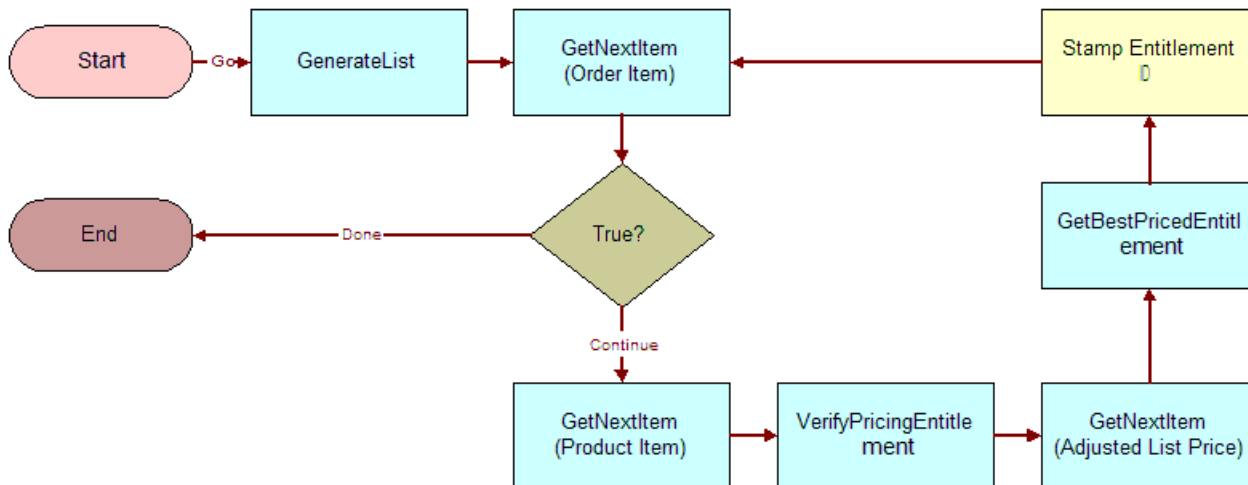 Start
Go
GenerateList
GetNextItem
(Order Item)
Stamp Entitlement
End
Done
True?
GetBestPricedEntitl
ement
Continue
GetNextItem
(Product Item)
VerifyPricingEntitle
ment
GetNextItem
(Adjusted List Price)